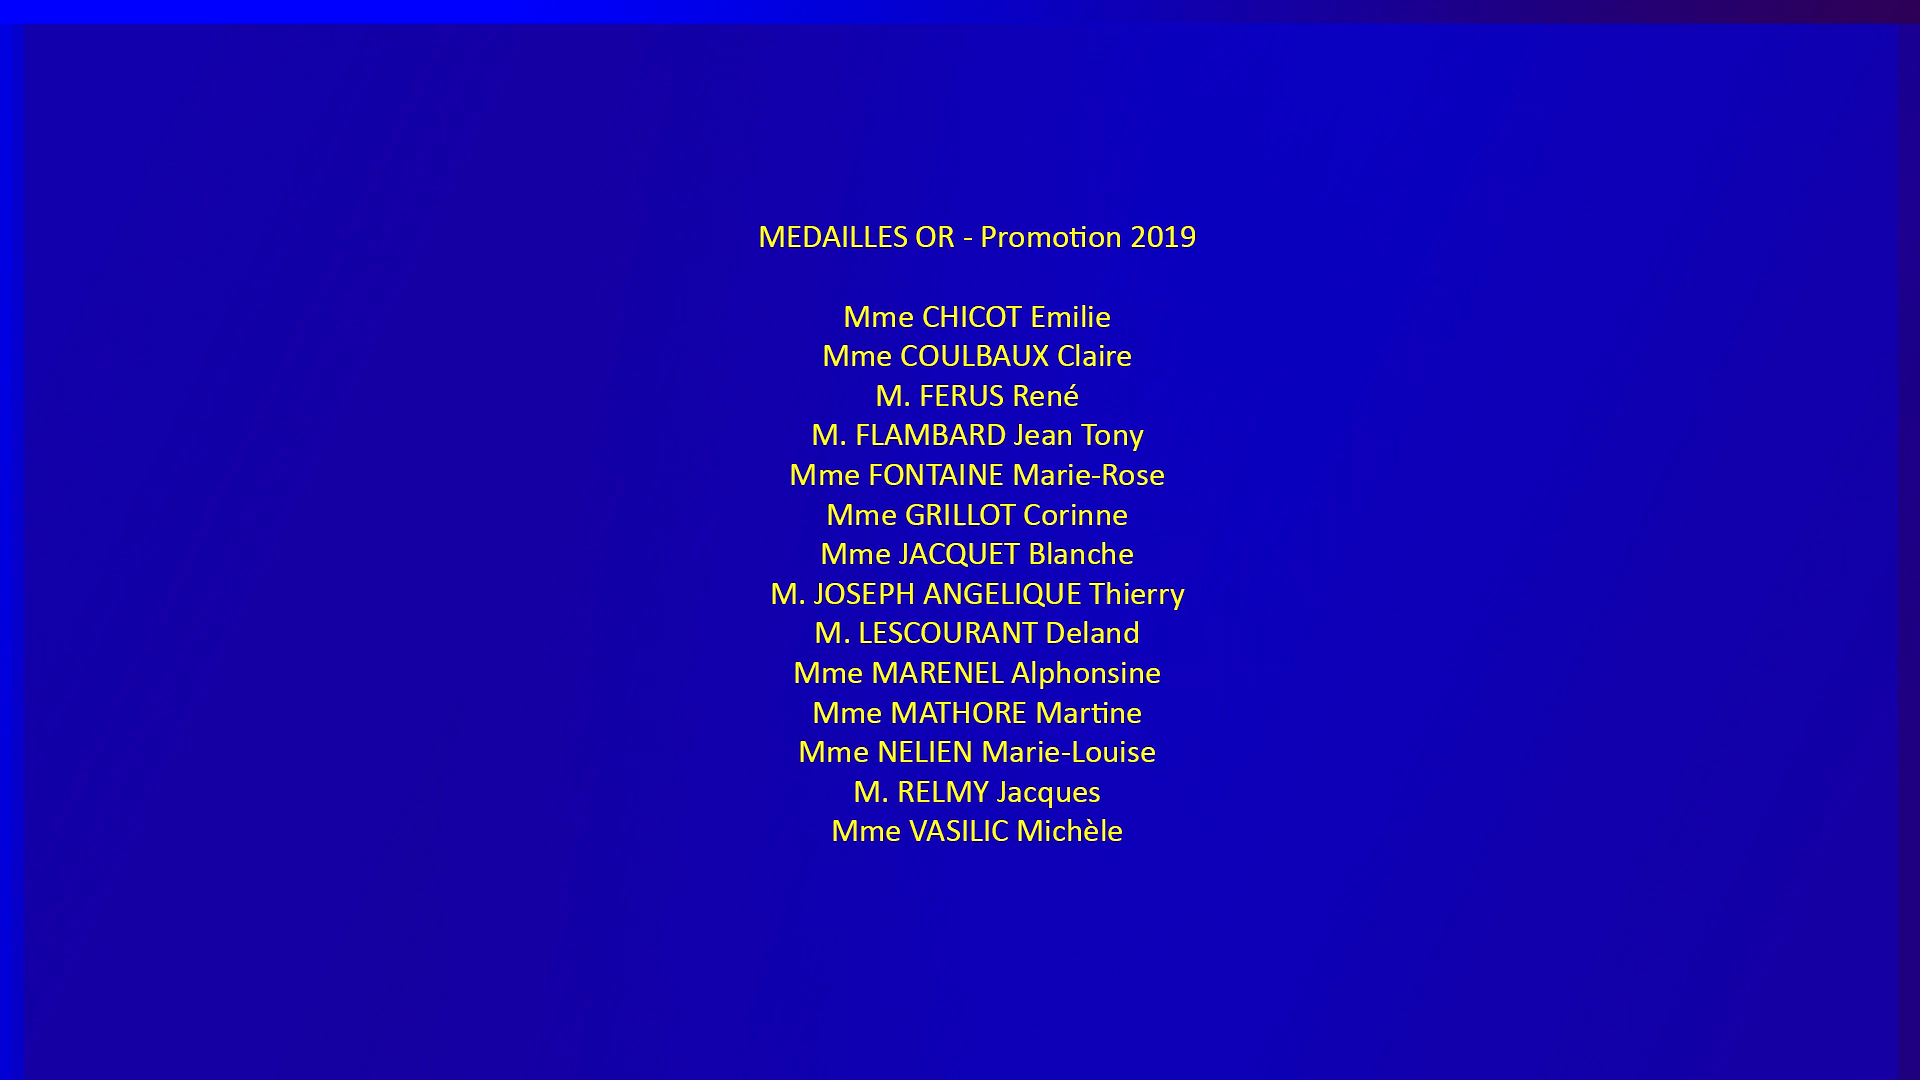 MEDAILLES OR - Promotion 2019
Mme CHICOT Emilie
Mme COULBAUX Claire
M. FERUS René
M. FLAMBARD Jean Tony
Mme FONTAINE Marie-Rose
Mme GRILLOT Corinne
Mme JACQUET Blanche
M. JOSEPH ANGELIQUE Thierry
M. LESCOURANT Deland
Mme MARENEL Alphonsine
Mme MATHORE Martine
Mme NELIEN Marie-Louise
M. RELMY Jacques
Mme VASILIC Michèle